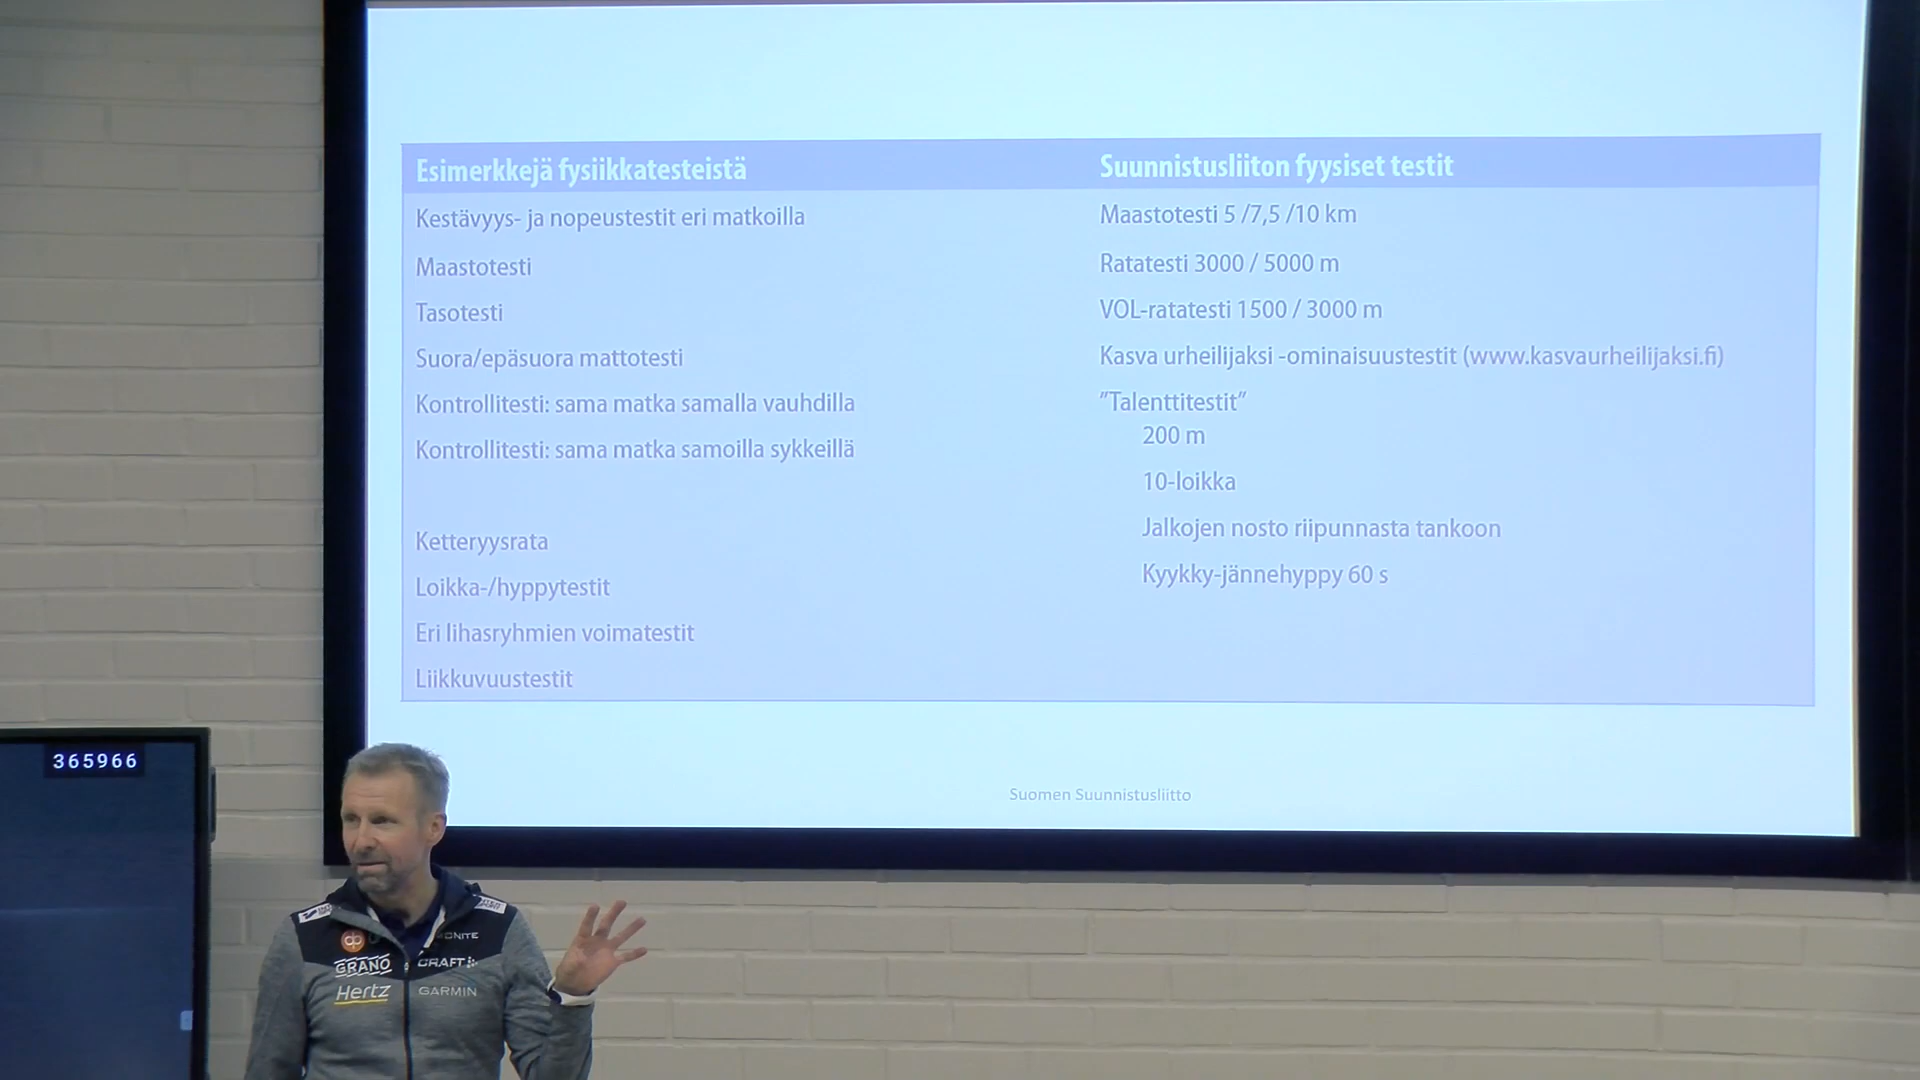 Esimerkkejä fysiikkatesteistä
Kestävyys- ja nopeustestit eri matkoilla
Maastotesti
Tasotesti
Suora/epäsuora mattotesti
Kontrollitesti: sama matka samalla vauhdilla
Kontrollitesti: sama matka samoilla sykkeillä
Ketteryysrata
Loikka-/hyppytestit
Eri lihasryhmien voimatestit
Liikkuvuustestit
Suunnistusliiton fyysiset testit
Maastotesti 5 /7,5 /10 km
Ratatesti 3000 / 5000 m
VOL-ratatesti 1500 / 3000 m
Kasva urheilijaksi -ominaisuustestit (www.kasvaurheilijaksi.fi)
”Talenttitestit”
200 m
10-loikka
Jalkojen nosto riipunnasta tankoon
Kyykky-jännehyppy 60 s
Suomen Suunnistusliitto
365966
GRANO
CRAFT
Hertz
GARMIN